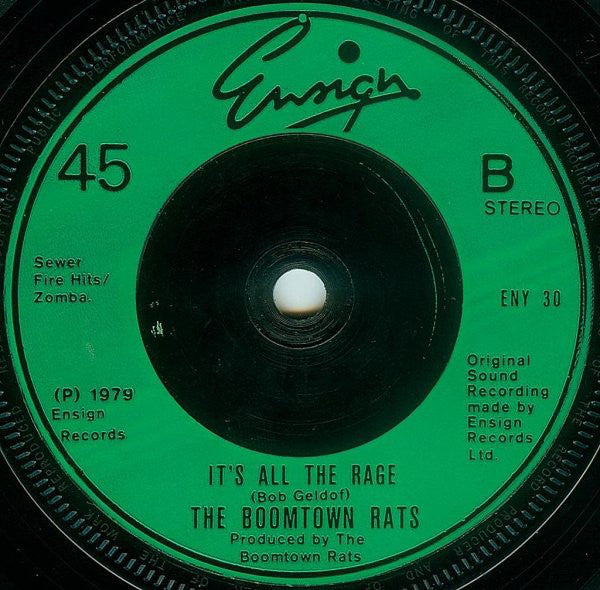 Ensign
45
B
STEREO
Sewer
Fire Hits/
Zomba.
ENY 30
(P) 1979
Ensign
Records
Original
Sound
Recording
made by
Ensign
Records
Ltd.
IT'S ALL THE RAGE
(Bob Geldof)
THE BOOMTOWN RATS
Produced by The
Boomtown Rats